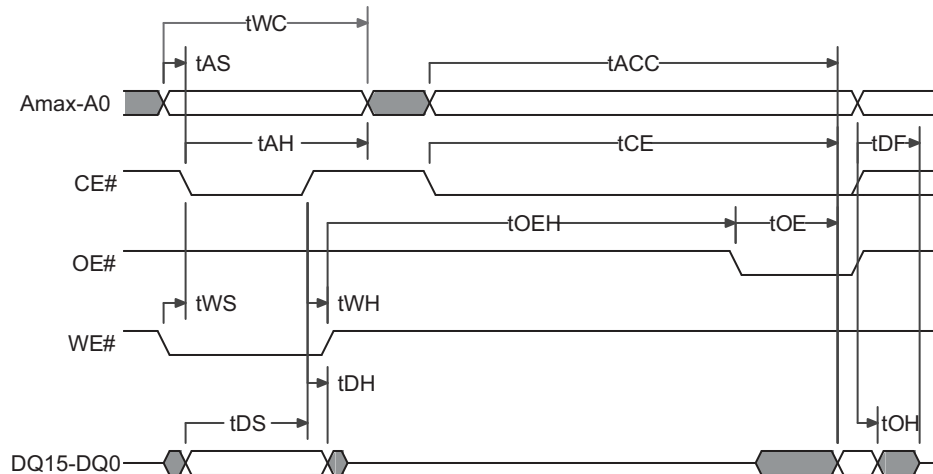 tWC
tAS
tACC
Amax-A0
tAH
tCE
tDF
CE#
tOEH
tOE
OE#
tWS
tWH
WE#
tDH
tDS
tOH
DQ15-DQ0